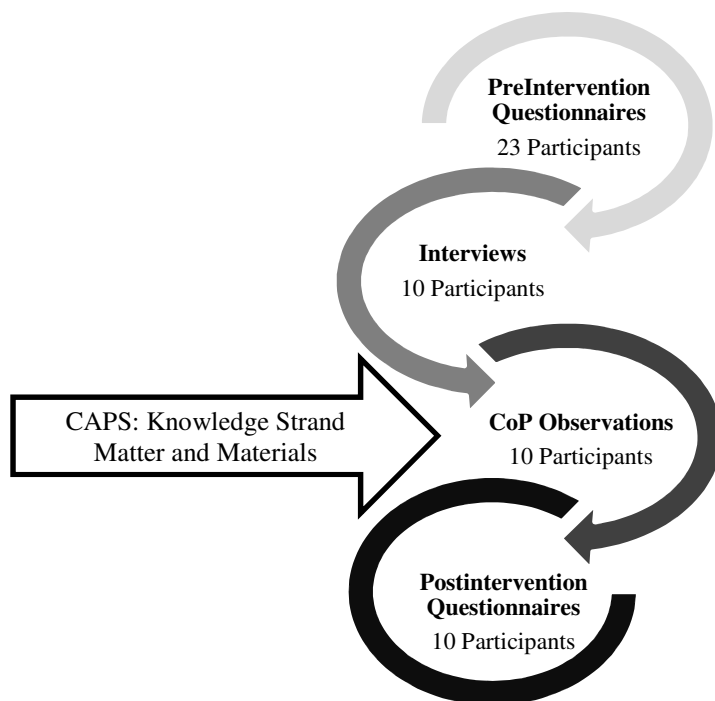 PreIntervention
Questionnaires
23 Participants
Interviews
10 Participants
CAPS: Knowledge Strand
Matter and Materials
CoP Observations
10 Participants
Postintervention
Questionnaires
10 Participants